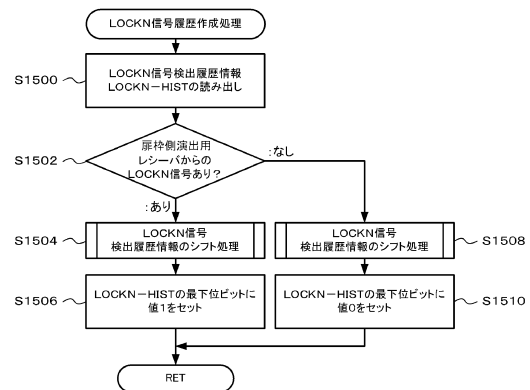 LOCKN信号履歴作成処理
S1500
LOCKN信号検出履歴情報
LOCKN－HISTの読み出し
S1502
扉枠側演出用
レシーバからの
LOCKN信号あり？
:なし
:あり
S1504
LOCKN信号
検出履歴情報のシフト処理
LOCKN信号
検出履歴情報のシフト処理
S1508
S1506
LOCKN－HISTの最下位ビットに
値1をセット
LOCKN－HISTの最下位ビットに
値0をセット
S1510
RET